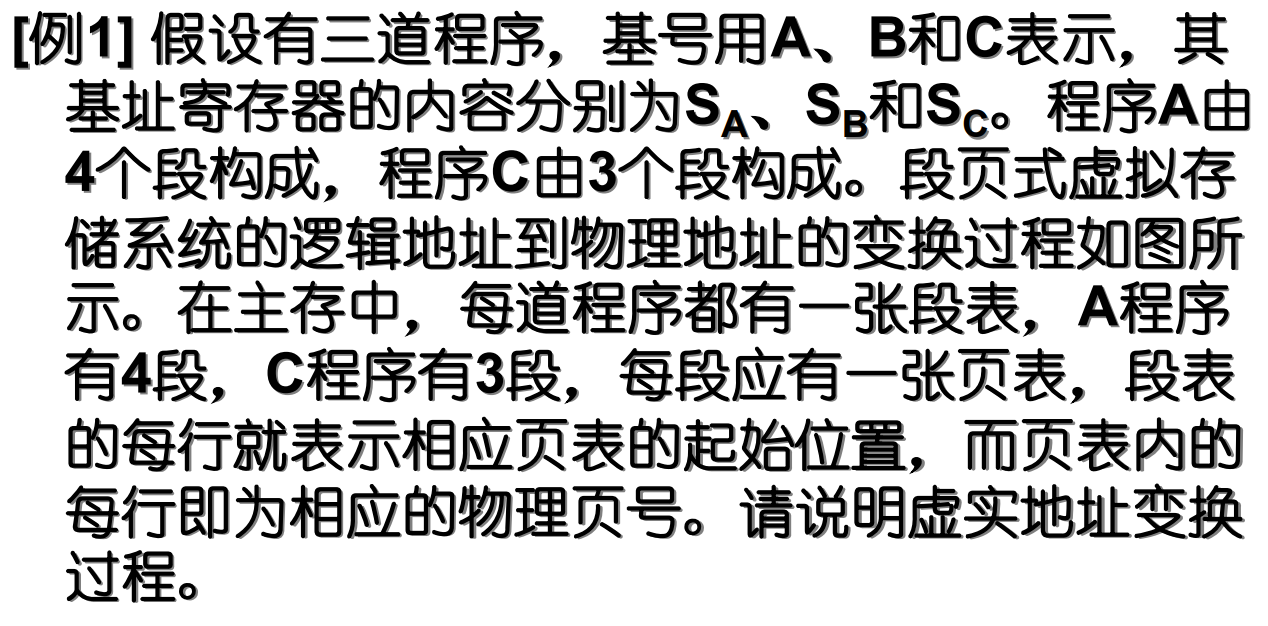 [例1] 假设有三道程序，基号用A、B和C表示，其
基址寄存器的内容分别为SA、SB和SC。程序A由
4个段构成，程序C由3个段构成。段页式虚拟存
储系统的逻辑地址到物理地址的变换过程如图所
示。在主存中，每道程序都有一张段表，A程序
有4段，C程序有3段，每段应有一张页表，段表
的每行就表示相应页表的起始位置，而页表内的
每行即为相应的物理页号。请说明虚实地址变换
过程。